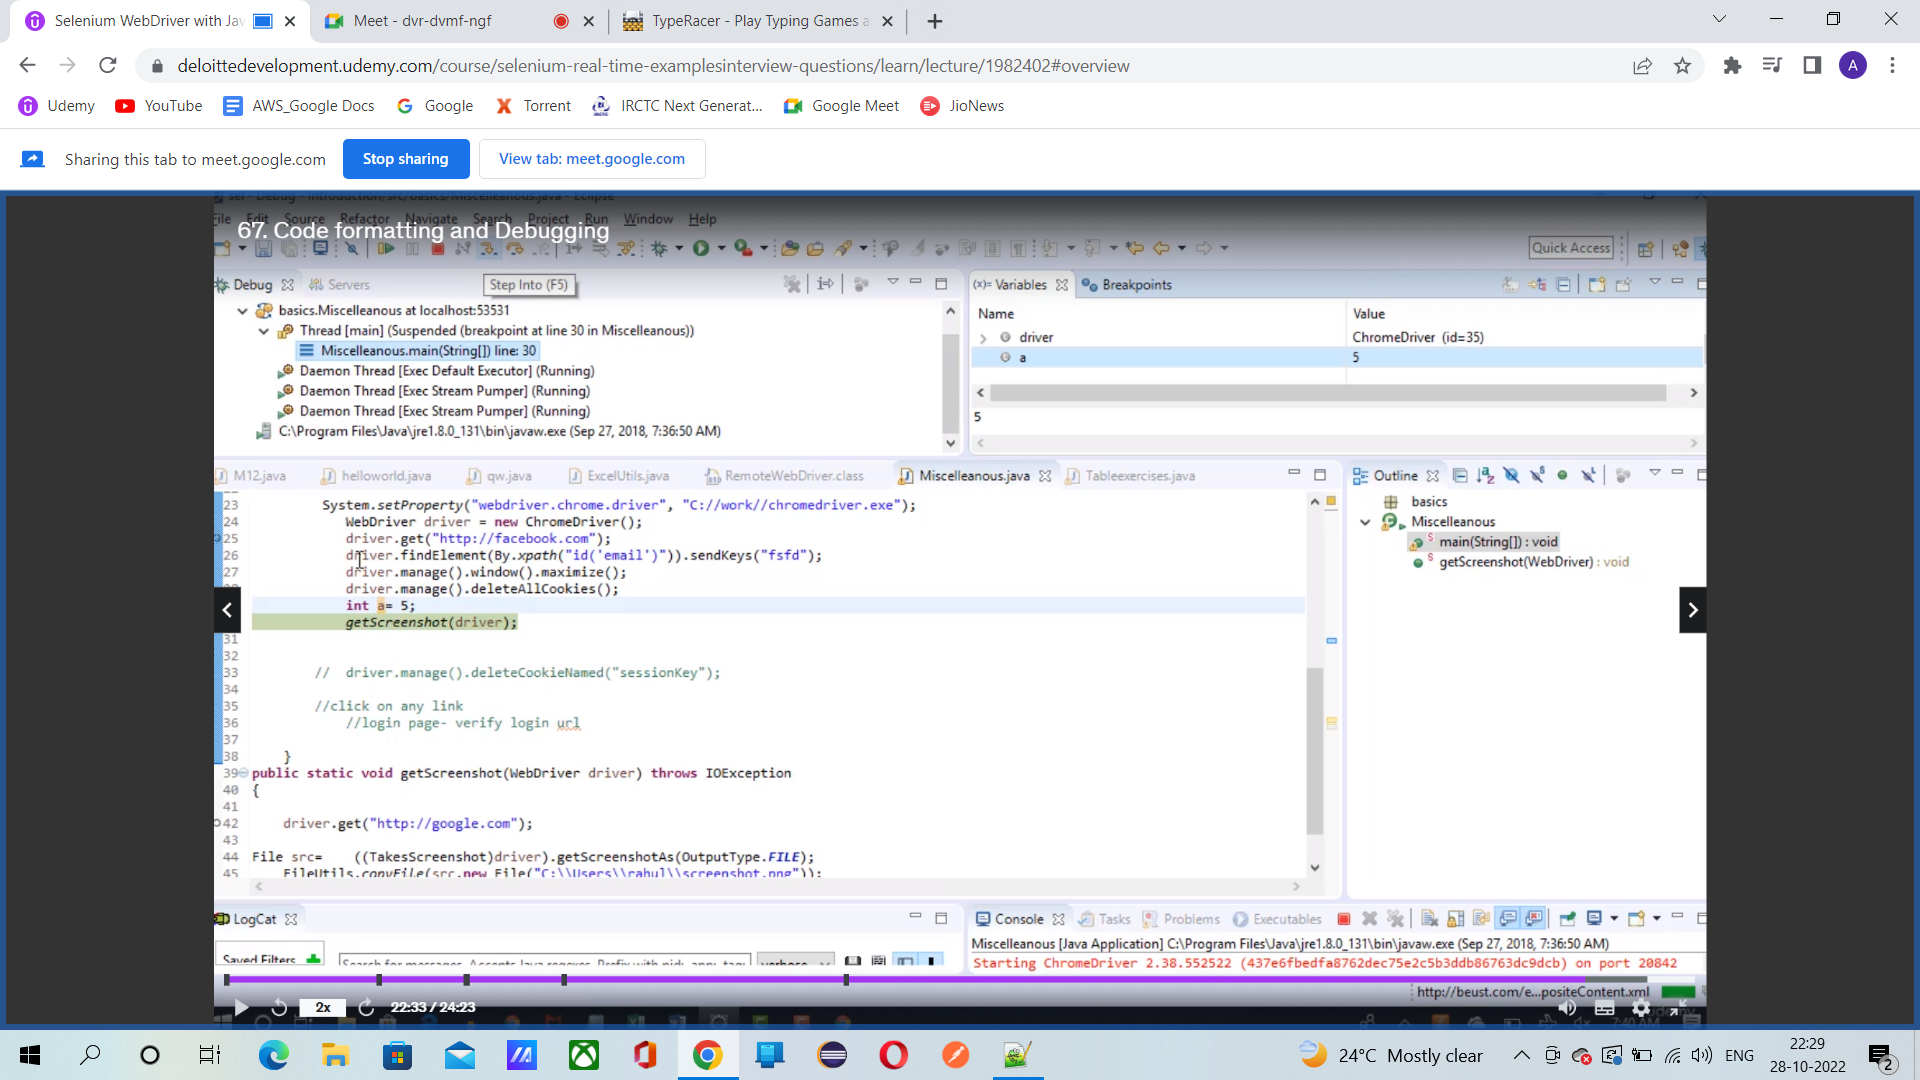 Selenium WebDriver with Jav
Meet - dvr-dvmf-ngf
TypeRacer - Play Typing Games a
deloittedevelopment.udemy.com/course/selenium-real-time-examplesinterview-questions/learn/lecture/1982402#overview
A
Udemy
YouTube
AWS_Google Docs
Google
Torrent
IRCTC Next Generat...
Google Meet
JioNews
Sharing this tab to meet.google.com
Stop sharing
View tab: meet.google.com
File Edit Source Refactor Navigate Search Project Run Window Help
67. Code formatting and Debugging
Quick Access
Debug
Servers
Step Into (F5)
(x)= Variables
Breakpoints
basics.Miscelleanous at localhost:53531
Thread [main] (Suspended (breakpoint at line 30 in Miscelleanous))
Miscelleanous.main(String[]) line: 30
Daemon Thread [Exec Default Executor] (Running)
Daemon Thread [Exec Stream Pumper] (Running)
Daemon Thread [Exec Stream Pumper] (Running)
C:\Program Files\Java\jre1.8.0_131\bin\javaw.exe (Sep 27, 2018, 7:36:50 AM)
Name Value
driver ChromeDriver (id=35)
a 5
5
M12.java
helloworld.java
qw.java
ExcelUtils.java
RemoteWebDriver.class
Miscelleanous.java
Tableexercises.java
23 System.setProperty("webdriver.chrome.driver", "C://work//chromedriver.exe");
24 WebDriver driver = new ChromeDriver();
25 driver.get("http://facebook.com");
26 driver.findElement(By.xpath("id('email')")).sendKeys("fsfd");
27 driver.manage().window().maximize();
driver.manage().deleteAllCookies();
int a= 5;
getScreenshot(driver);
31
32
33 // driver.manage().deleteCookieNamed("sessionKey");
34
35 //click on any link
36 //login page- verify login url
37
38 }
39 public static void getScreenshot(WebDriver driver) throws IOException
40 {
41
42 driver.get("http://google.com");
43
44 File src= ((TakesScreenshot)driver).getScreenshotAs(OutputType.FILE);
45 FileUtils.copyFile(src,new File("C:\\Users\\rahul\\screenshot.png"));
Outline
basics
Miscelleanous
main(String[]) : void
getScreenshot(WebDriver) : void
LogCat
Saved Filters
Search for messages. Accepts Java regexes. Prefix with pid:, app:, tag:
verbose
Console
Tasks
Problems
Executables
Miscelleanous [Java Application] C:\Program Files\Java\jre1.8.0_131\bin\javaw.exe (Sep 27, 2018, 7:36:50 AM)
Starting ChromeDriver 2.38.552522 (437e6fbedfa8762dec75e2c5b3ddb86763dc9dcb) on port 20842
http://beust.com/e...positeContent.xml
2x
22:33 / 24:23
24°C Mostly clear
ENG
22:29
28-10-2022
2